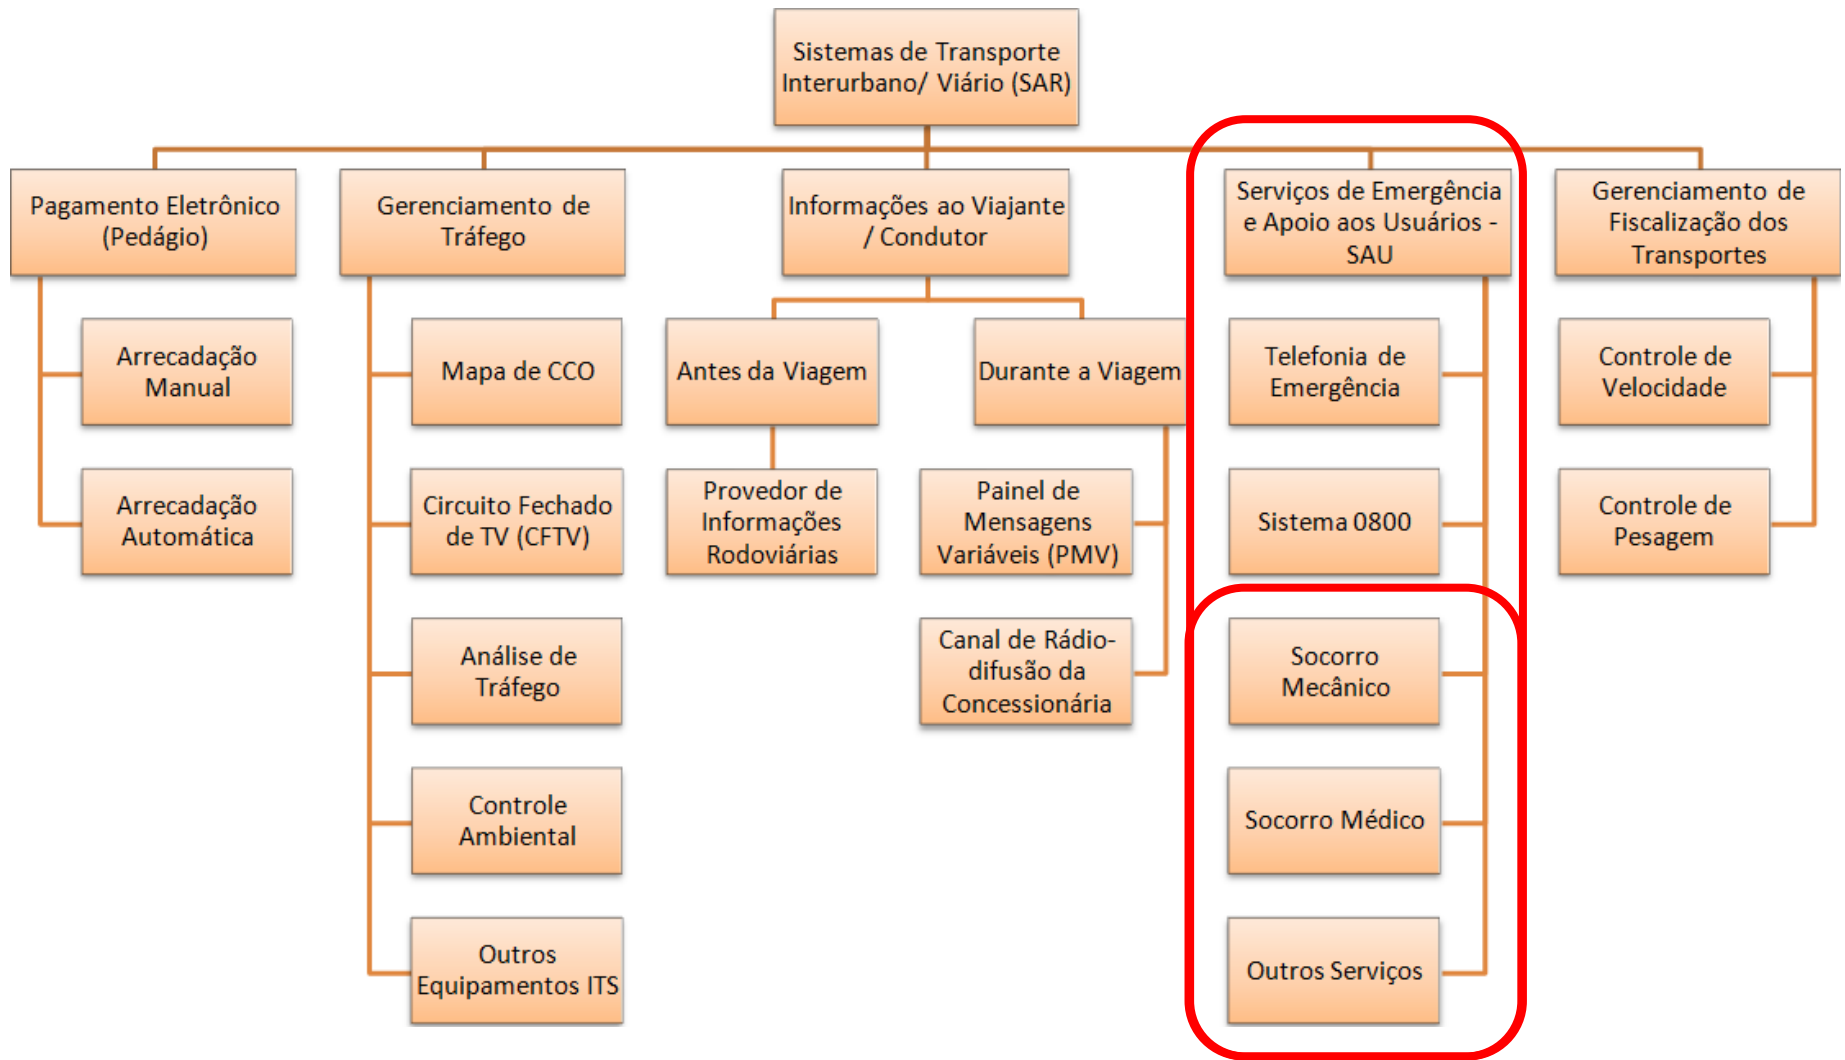 Sistemas de Transporte
Interurbano/ Viário (SAR)
Pagamento Eletrônico
(Pedágio)
Arrecadação
Manual
Arrecadação
Automática
Gerenciamento de
Tráfego
Mapa de CCO
Circuito Fechado
de TV (CFTV)
Análise de
Tráfego
Controle
Ambiental
Outros
Equipamentos ITS
Informações ao Viajante
/ Condutor
Antes da Viagem
Provedor de
Informações
Rodoviárias
Durante a Viagem
Painel de
Mensagens
Variáveis (PMV)
Canal de Rádio-
difusão da
Concessionária
Serviços de Emergência
e Apoio aos Usuários -
SAU
Telefonia de
Emergência
Sistema 0800
Socorro
Mecânico
Socorro Médico
Outros Serviços
Gerenciamento de
Fiscalização dos
Transportes
Controle de
Velocidade
Controle de
Pesagem